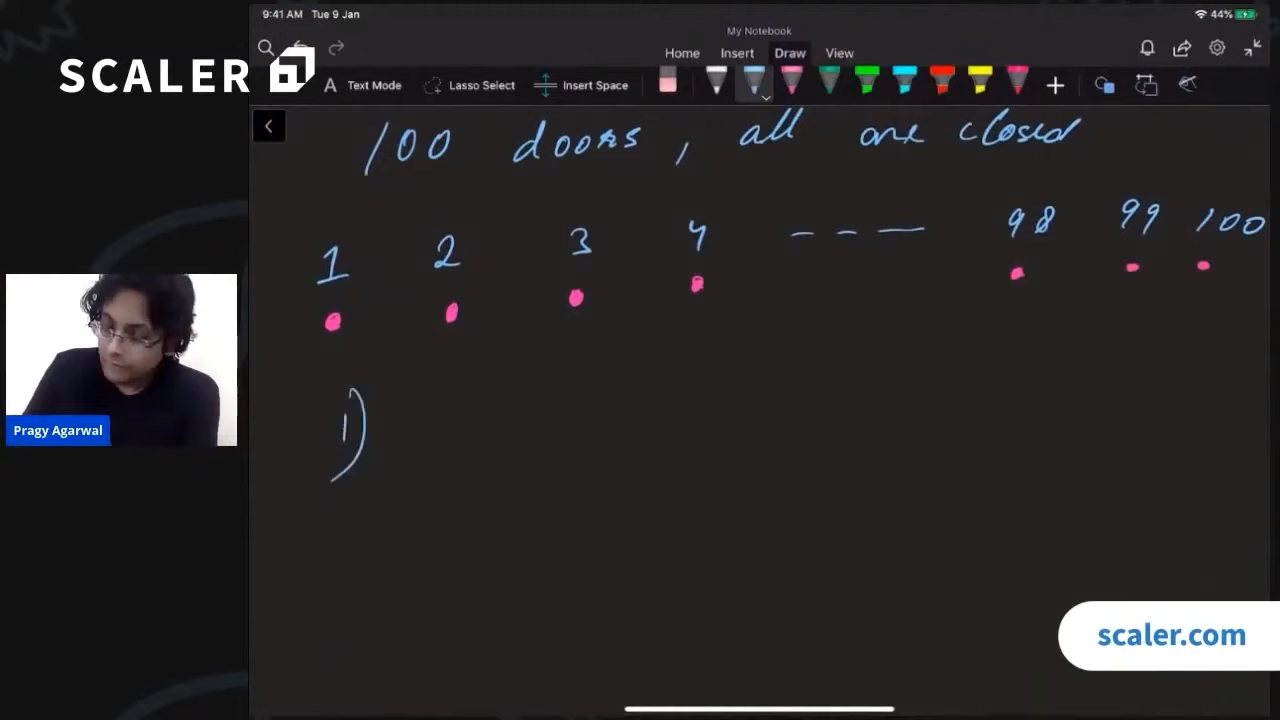 9:41 AM Tue 9 Jan
44%
My Notebook
Home Insert Draw View
SCALER
Text Mode Lasso Select Insert Space
100 doors, all are closed
1 2 3 4 --- 98 99 100
1)
Pragy Agarwal
scaler.com